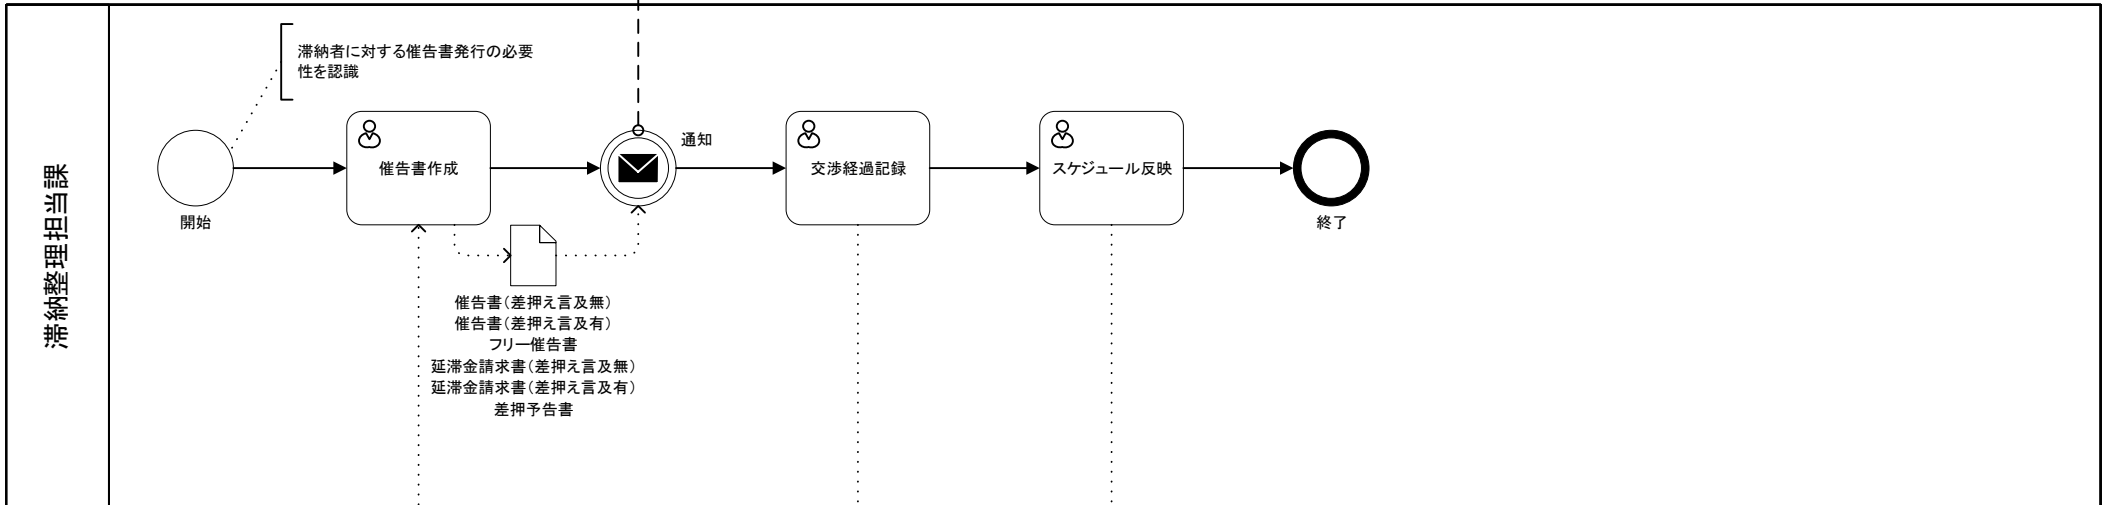 滞納整理担当課
滞納者に対する催告書発行の必要
性を認識
開始
催告書作成
通知
交渉経過記録
スケジュール反映
終了
催告書(差押え言及無)
催告書(差押え言及有)
フリー催告書
延滞金請求書(差押え言及無)
延滞金請求書(差押え言及有)
差押予告書